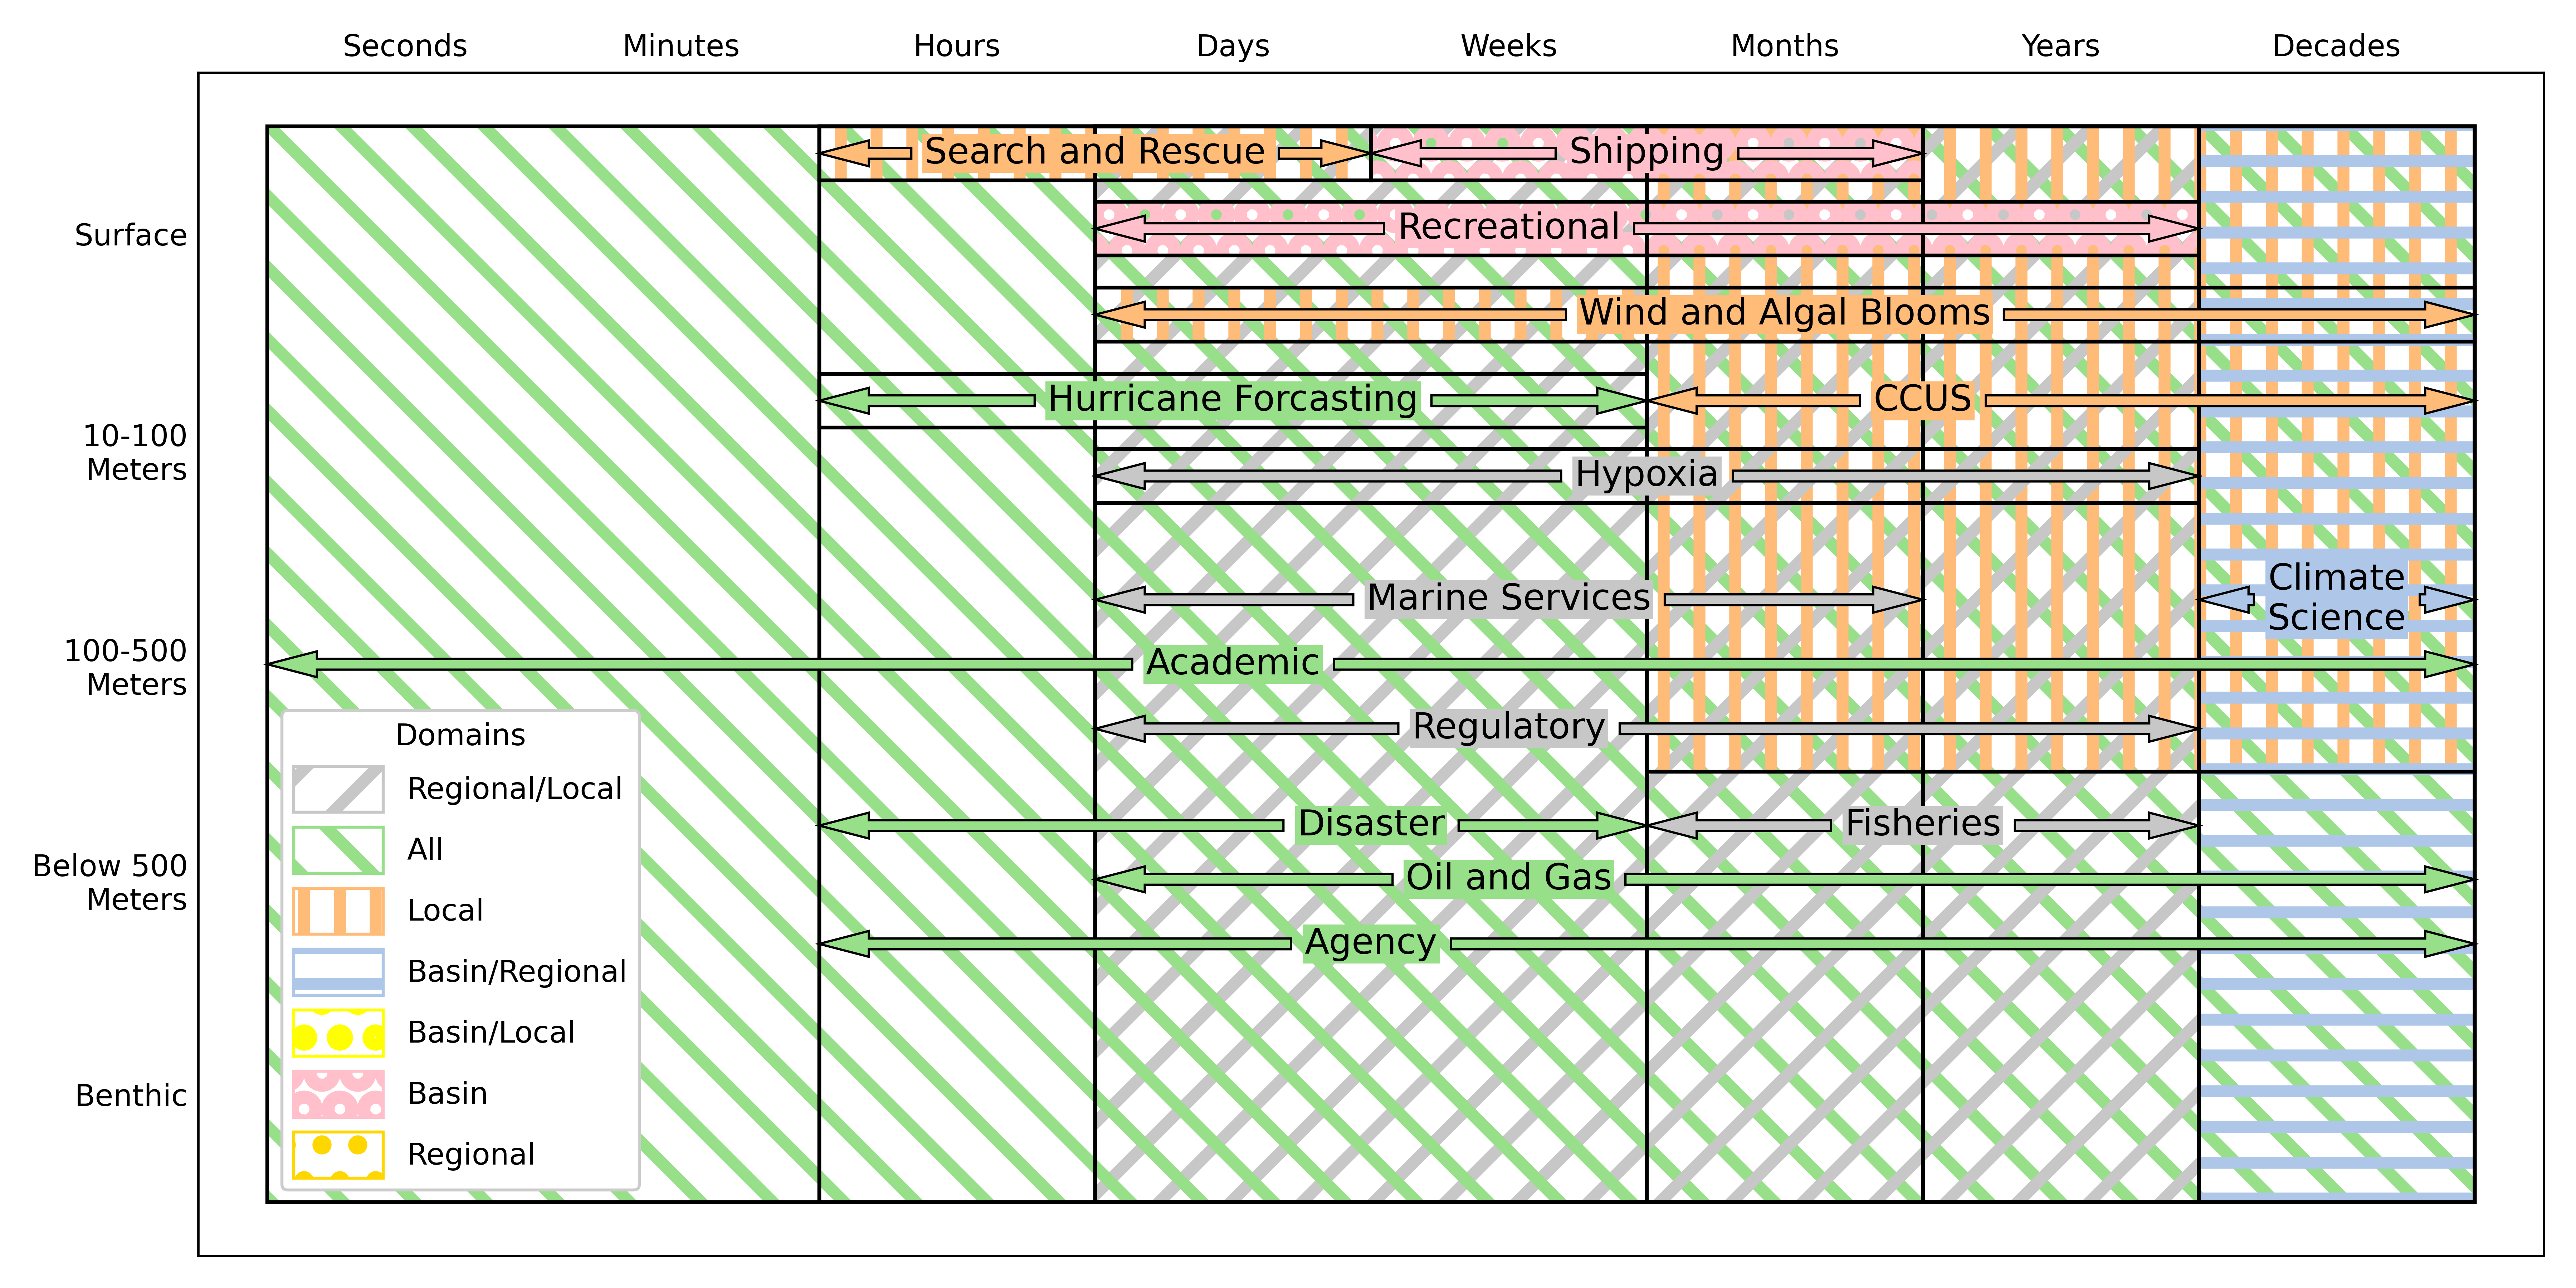 Seconds Minutes Hours Days Weeks Months Years Decades
Search and Rescue Shipping
Surface
Recreational
Wind and Algal Blooms
Hurricane Forcasting CCUS
10-100
Meters
Hypoxia
Climate
Science
Marine Services
100-500
Meters
Academic
Regulatory
Disaster Fisheries
Below 500
Meters
Oil and Gas
Agency
Benthic
Domains
Regional/Local
All
Local
Basin/Regional
Basin/Local
Basin
Regional